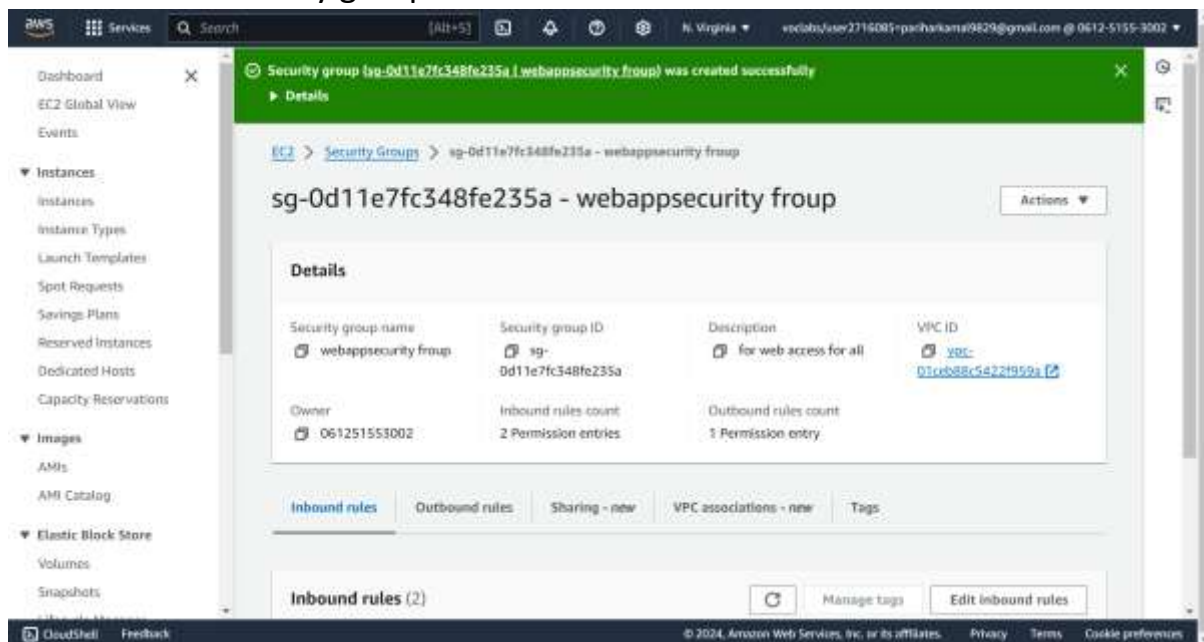 aws Services Search [Alt+S] N. Virginia voclabs/user2716085=pariharkamal9829@gmail.com @ 0612-5155-3002
Security group (sg-0d11e7fc348fe235a | webappsecurity froup) was created successfully
Details
Dashboard
EC2 Global View
Events
Instances
Instances
Instance Types
Launch Templates
Spot Requests
Savings Plans
Reserved Instances
Dedicated Hosts
Capacity Reservations
Images
AMIs
AMI Catalog
Elastic Block Store
Volumes
Snapshots
EC2 > Security Groups > sg-0d11e7fc348fe235a - webappsecurity froup
sg-0d11e7fc348fe235a - webappsecurity froup
Actions
Details
Security group name
webappsecurity froup
Security group ID
sg-
0d11e7fc348fe235a
Description
for web access for all
VPC ID
vpc-
01ceb88c5422f959a
Owner
061251553002
Inbound rules count
2 Permission entries
Outbound rules count
1 Permission entry
Inbound rules Outbound rules Sharing - new VPC associations - new Tags
Inbound rules (2)
Manage tags
Edit inbound rules
CloudShell Feedback © 2024, Amazon Web Services, Inc. or its affiliates. Privacy Terms Cookie preferences